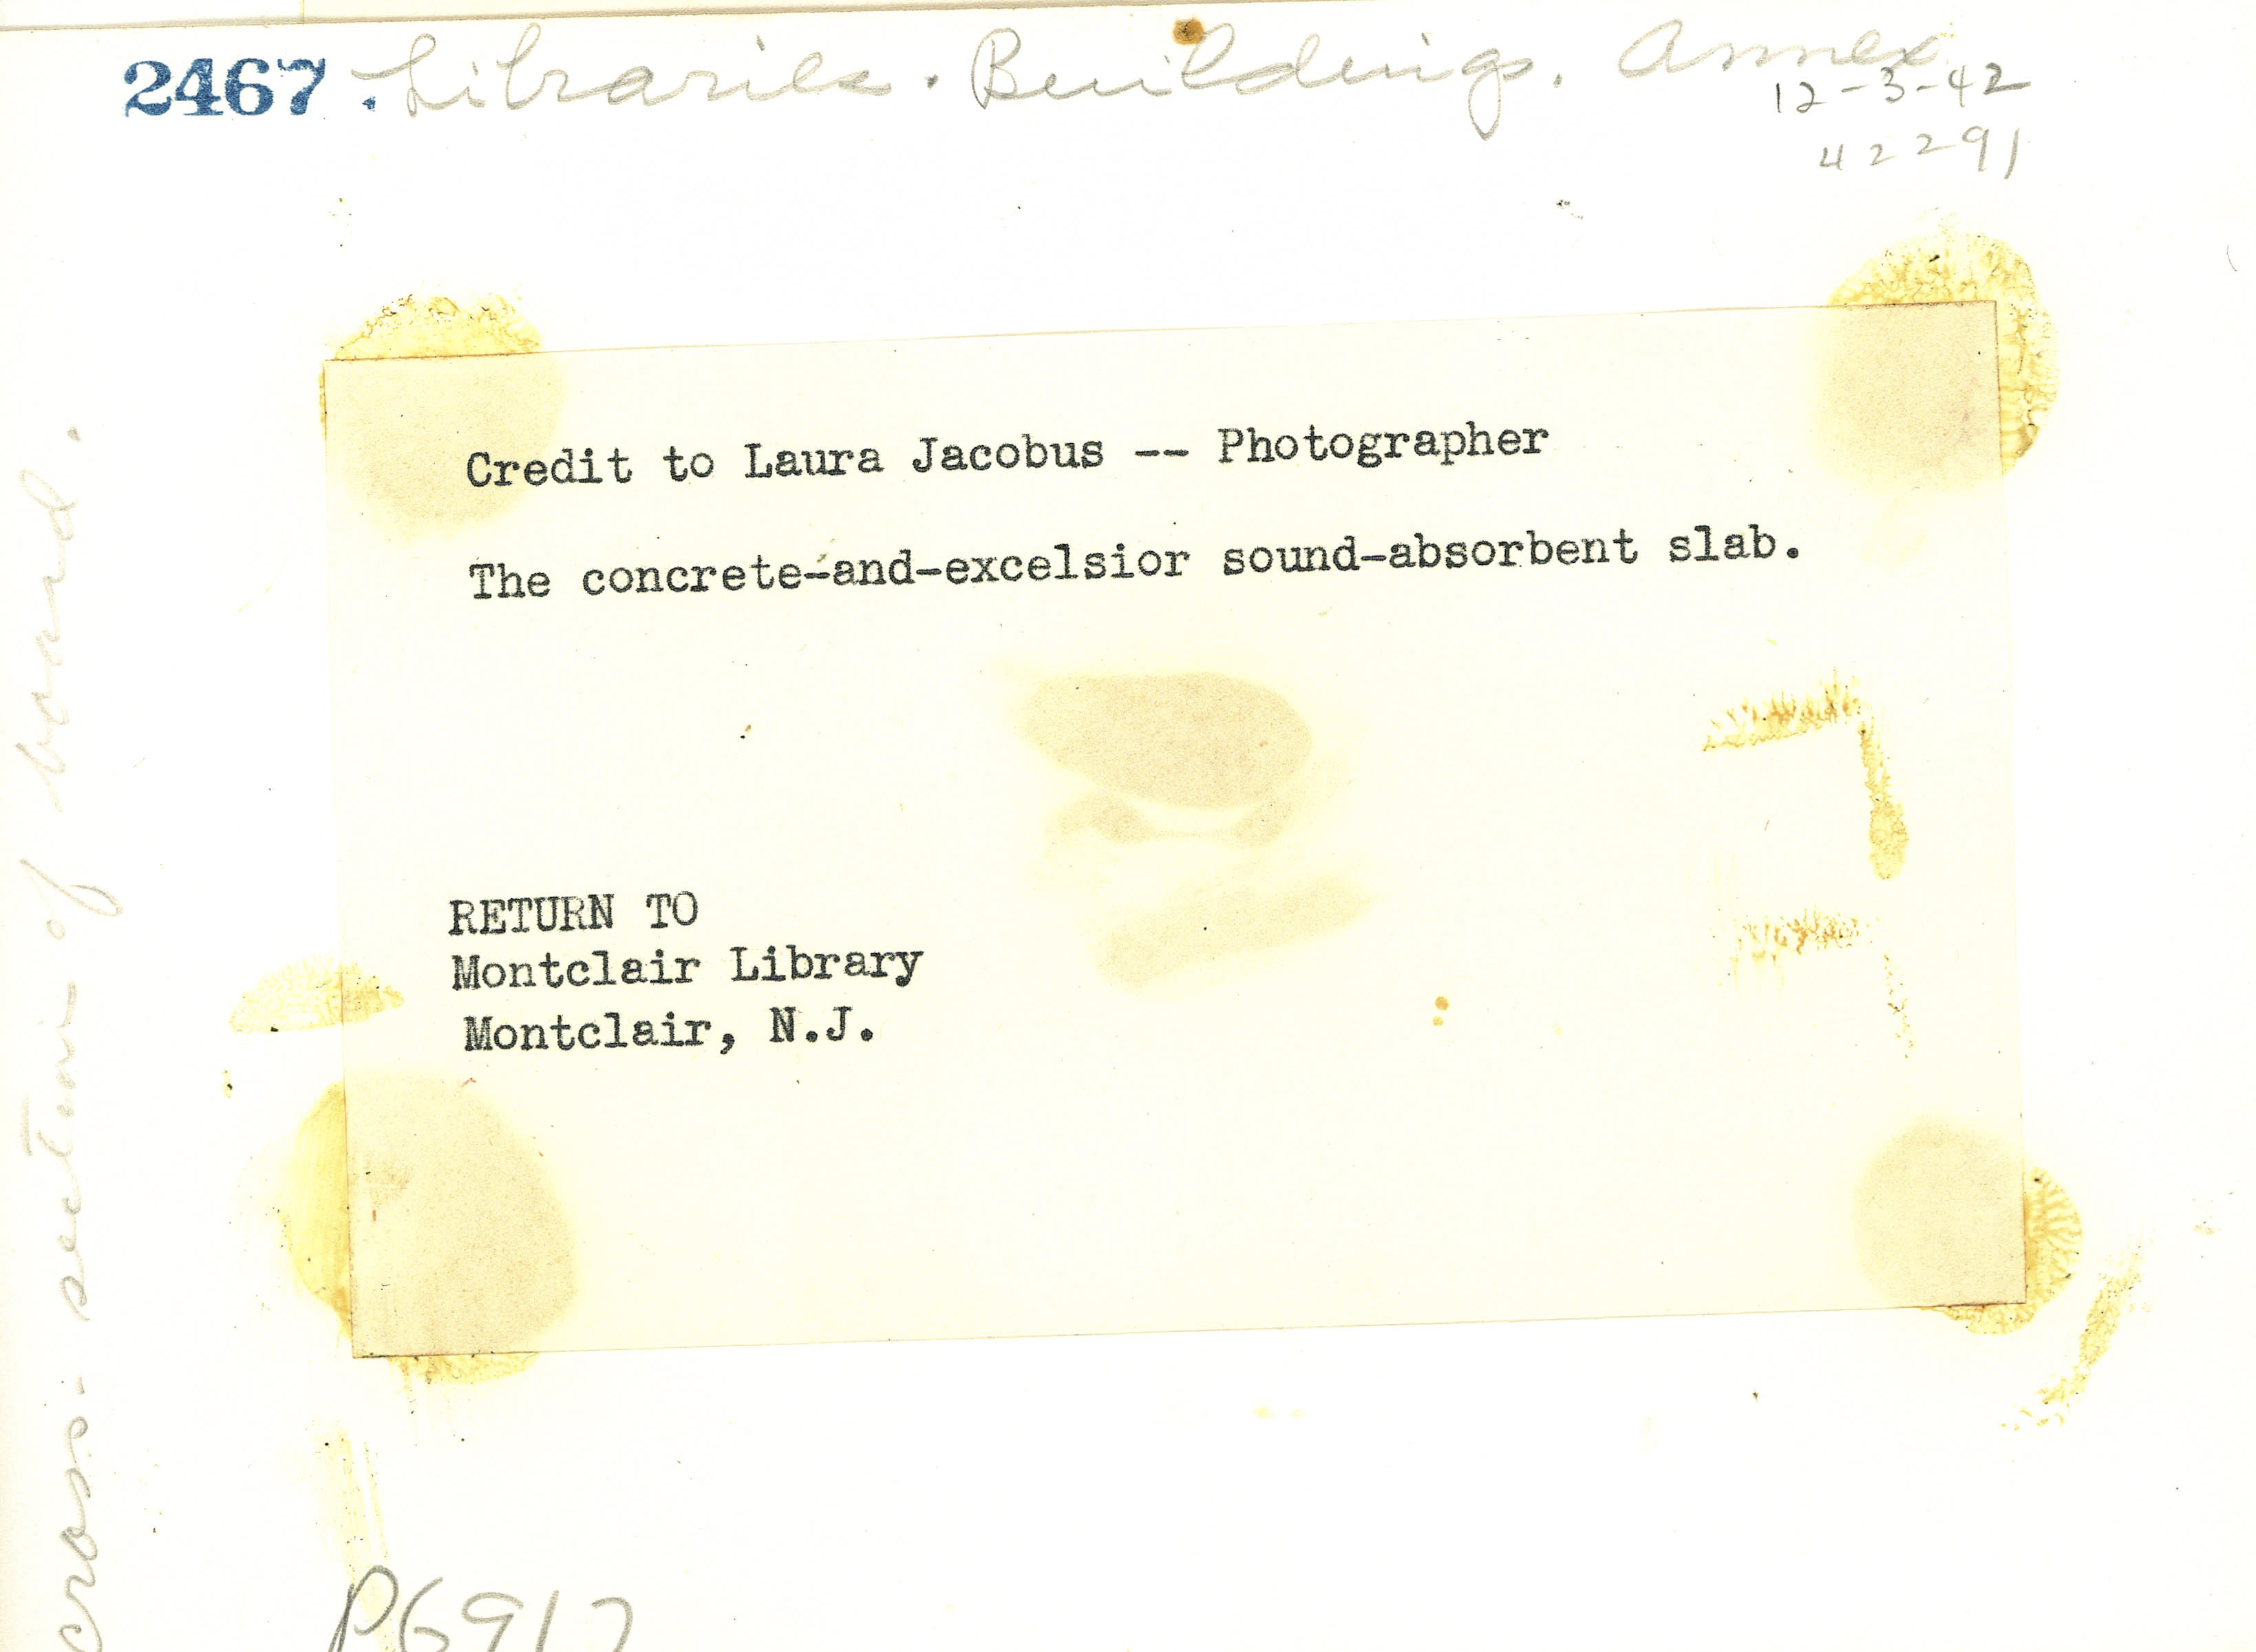 2467. Libraries. Buildings. Annex
12-3-42
42291
Credit to Laura Jacobus -- Photographer
The concrete-and-excelsior sound-absorbent slab.
RETURN TO
Montclair Library
Montclair, N.J.
cross-section of board.